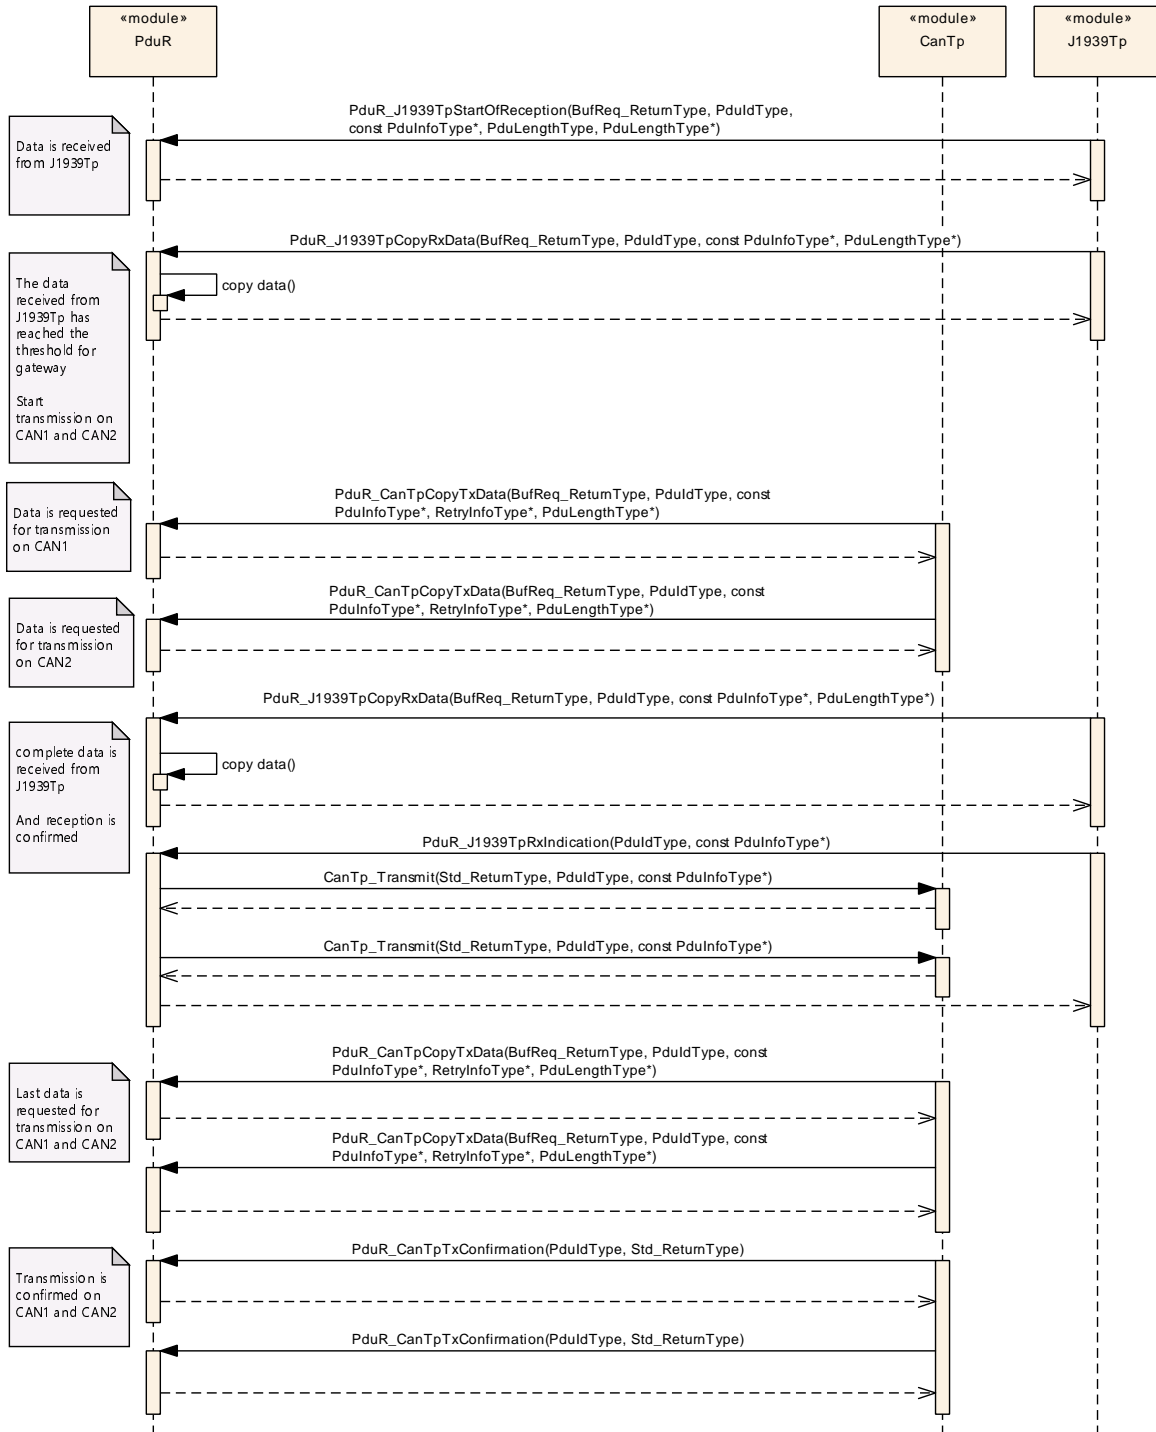 «module»
PduR
«module»
CanTp
«module»
J1939Tp
PduR_J1939TpStartOfReception(BufReq_ReturnType, PduIdType,
const PduInfoType*, PduLengthType, PduLengthType*)
Data is received
from J1939Tp
PduR_J1939TpCopyRxData(BufReq_ReturnType, PduIdType, const PduInfoType*, PduLengthType*)
copy data()
The data
received from
J1939Tp has
reached the
threshold for
gateway
Start
transmission on
CAN1 and CAN2
PduR_CanTpCopyTxData(BufReq_ReturnType, PduIdType, const
PduInfoType*, RetryInfoType*, PduLengthType*)
Data is requested
for transmission
on CAN1
PduR_CanTpCopyTxData(BufReq_ReturnType, PduIdType, const
PduInfoType*, RetryInfoType*, PduLengthType*)
Data is requested
for transmission
on CAN2
PduR_J1939TpCopyRxData(BufReq_ReturnType, PduIdType, const PduInfoType*, PduLengthType*)
copy data()
complete data is
received from
J1939Tp
And reception is
confirmed
PduR_J1939TpRxIndication(PduIdType, const PduInfoType*)
CanTp_Transmit(Std_ReturnType, PduIdType, const PduInfoType*)
CanTp_Transmit(Std_ReturnType, PduIdType, const PduInfoType*)
PduR_CanTpCopyTxData(BufReq_ReturnType, PduIdType, const
PduInfoType*, RetryInfoType*, PduLengthType*)
Last data is
requested for
transmission on
CAN1 and CAN2
PduR_CanTpCopyTxData(BufReq_ReturnType, PduIdType, const
PduInfoType*, RetryInfoType*, PduLengthType*)
PduR_CanTpTxConfirmation(PduIdType, Std_ReturnType)
Transmission is
confirmed on
CAN1 and CAN2
PduR_CanTpTxConfirmation(PduIdType, Std_ReturnType)